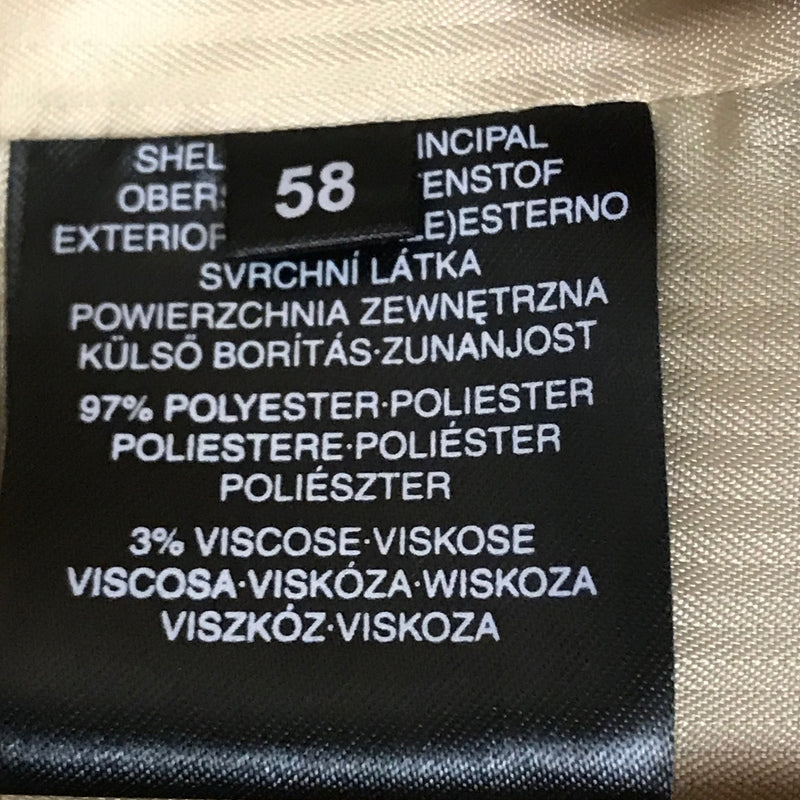 SHEL INCIPAL
OBERS 58 ENSTOF
EXTERIOR LE)ESTERNO
SVRCHNÍ LÁTKA
POWIERZCHNIA ZEWNĘTRZNA
KÜLSŐ BORÍTÁS·ZUNANJOST
97% POLYESTER·POLIESTER
POLIESTERE·POLIÉSTER
POLIÉSZTER
3% VISCOSE·VISKOSE
VISCOSA·VISKÓZA·WISKOZA
VISZKÓZ·VISKOZA